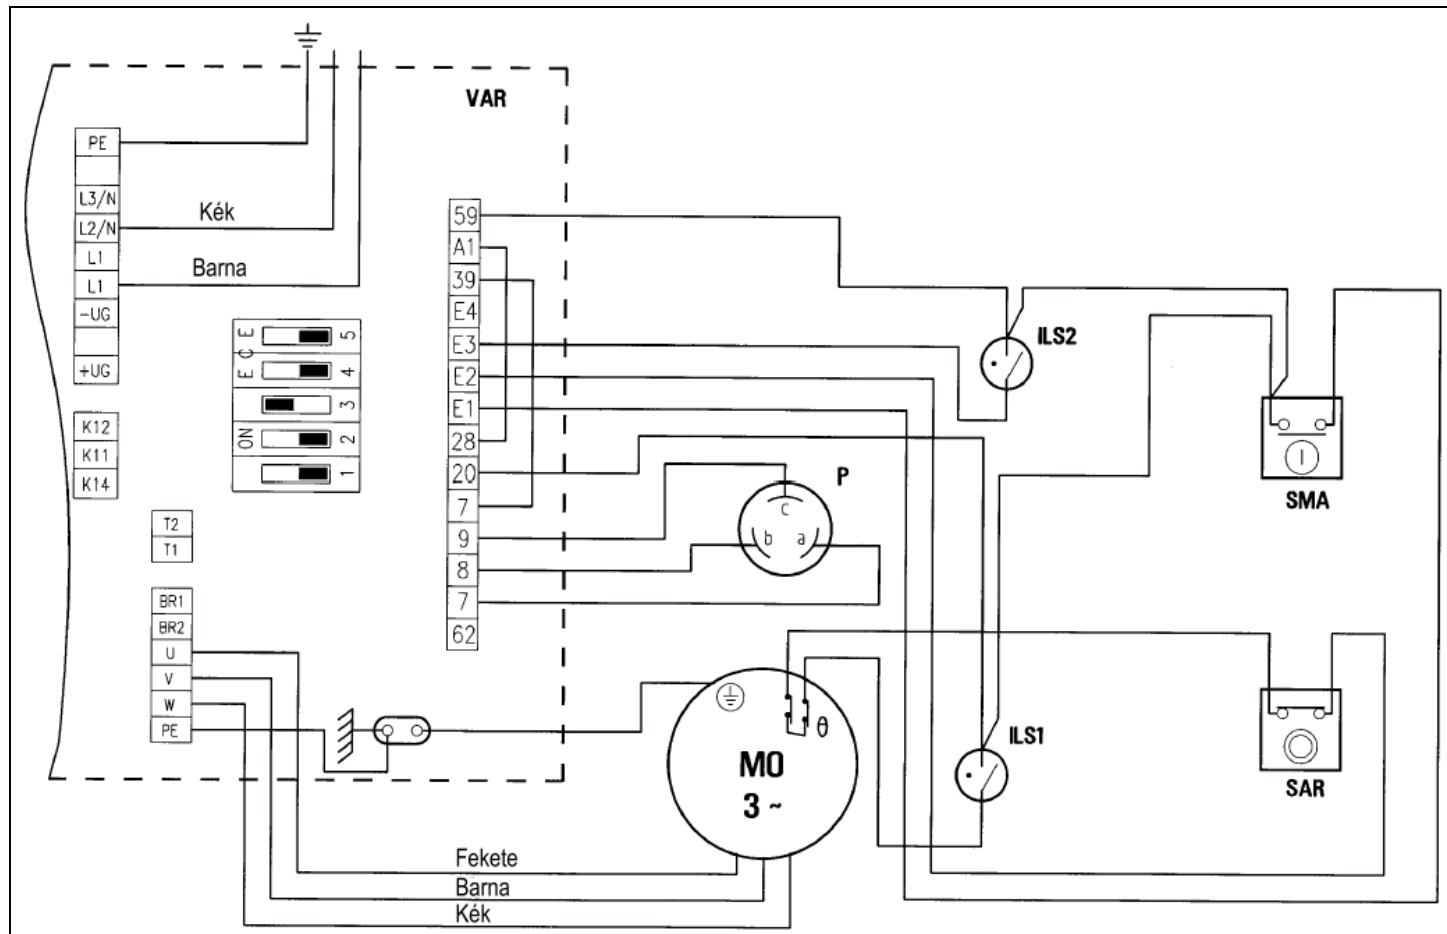 VAR
PE
L3/N
L2/N
L1
L1
-UG
+UG
Kék
Barna
K12
K11
K14
E C E
ON
5
4
3
2
1
T2
T1
BR1
BR2
U
V
W
PE
59
A1
39
E4
E3
E2
E1
28
20
7
9
8
7
62
P
c
b a
ILS2
I
SMA
θ
MO
3 ~
ILS1
SAR
Fekete
Barna
Kék